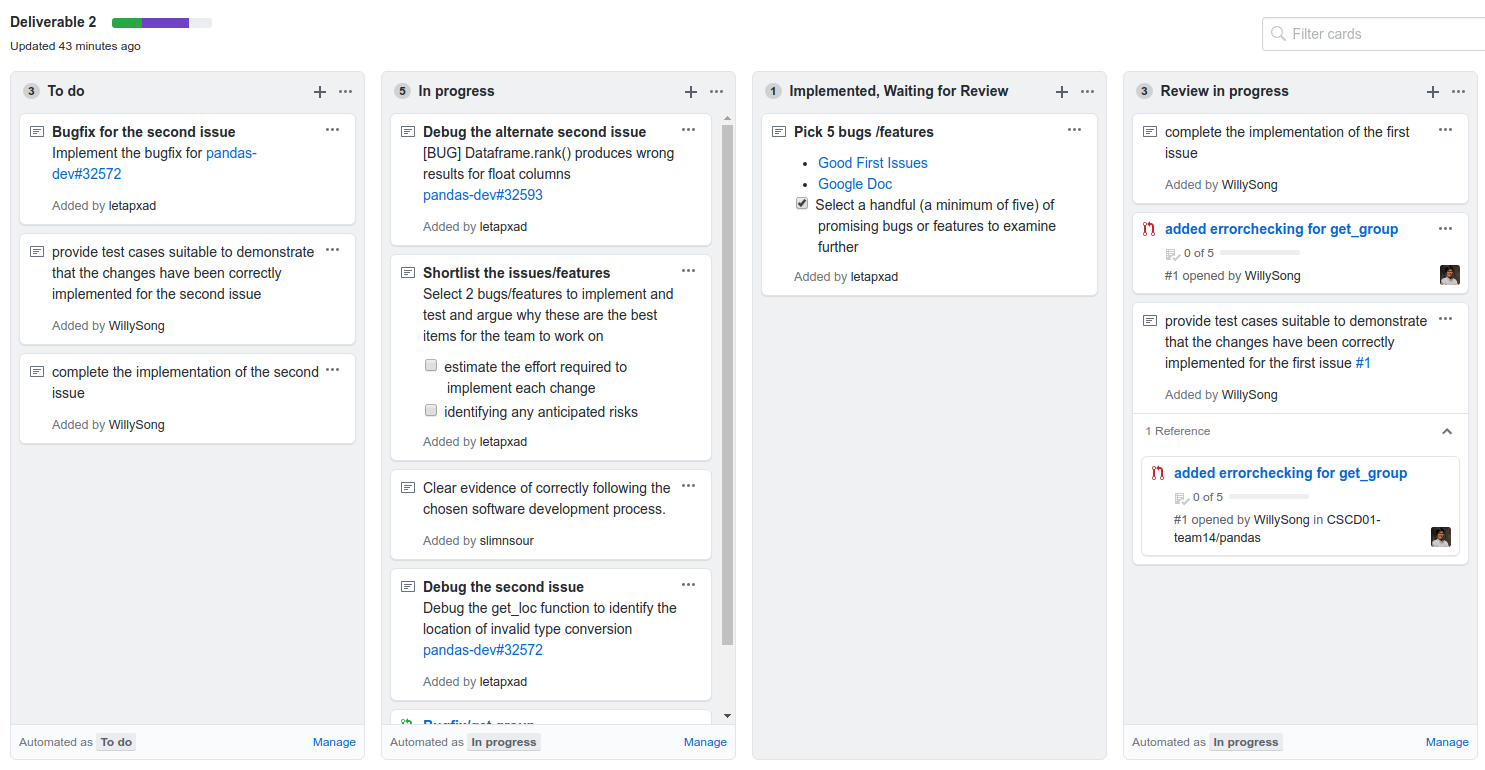 Deliverable 2
Updated 43 minutes ago
Filter cards
3 To do
Bugfix for the second issue
Implement the bugfix for pandas-
dev#32572
Added by letapxad
provide test cases suitable to demonstrate
that the changes have been correctly
implemented for the second issue
Added by WillySong
complete the implementation of the second
issue
Added by WillySong
Automated as To do
Manage
5 In progress
Debug the alternate second issue
[BUG] Dataframe.rank() produces wrong
results for float columns
pandas-dev#32593
Added by letapxad
Shortlist the issues/features
Select 2 bugs/features to implement and
test and argue why these are the best
items for the team to work on
estimate the effort required to
implement each change
identifying any anticipated risks
Added by letapxad
Clear evidence of correctly following the
chosen software development process.
Added by slimnsour
Debug the second issue
Debug the get_loc function to identify the
location of invalid type conversion
pandas-dev#32572
Added by letapxad
Automated as In progress
Manage
1 Implemented, Waiting for Review
Pick 5 bugs /features
• Good First Issues
• Google Doc
Select a handful (a minimum of five) of
promising bugs or features to examine
further
Added by letapxad
3 Review in progress
complete the implementation of the first
issue
Added by WillySong
added errorchecking for get_group
0 of 5
#1 opened by WillySong
provide test cases suitable to demonstrate
that the changes have been correctly
implemented for the first issue #1
Added by WillySong
1 Reference
added errorchecking for get_group
0 of 5
#1 opened by WillySong in CSCD01-
team14/pandas
Automated as In progress
Manage